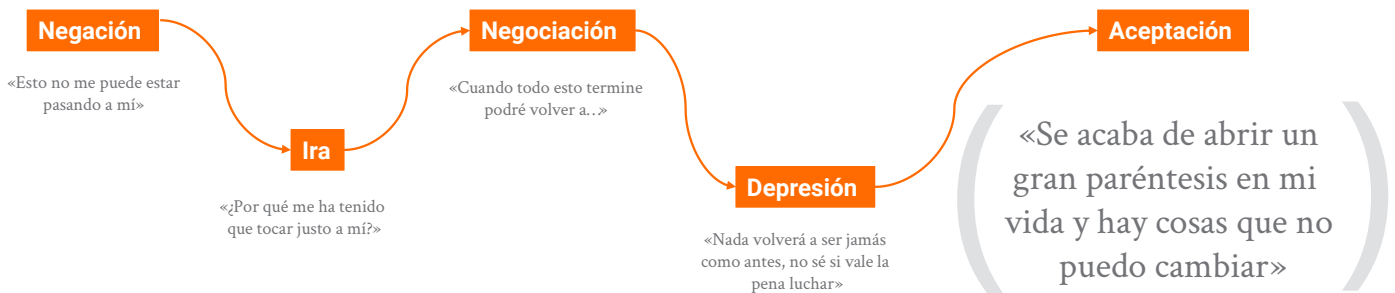 Negación
«Esto no me puede estar
pasando a mí»
Ira
«¿Por qué me ha tenido
que tocar justo a mí?»
Negociación
«Cuando todo esto termine
podré volver a…»
Depresión
«Nada volverá a ser jamás
como antes, no sé si vale la
pena luchar»
Aceptación
«Se acaba de abrir un
gran paréntesis en mi
vida y hay cosas que no
puedo cambiar»